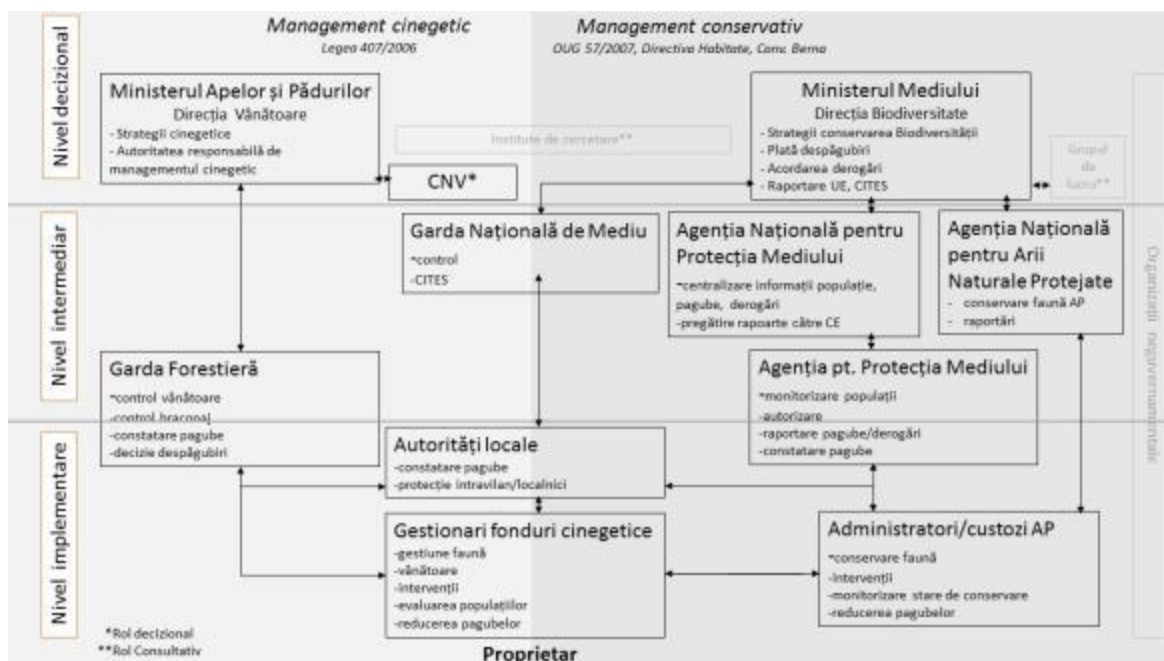 Management cinegetic
Legea 407/2006
Management conservativ
OUG 57/2007, Directiva Habitate, Conv. Berna
Nivel decizional
Ministerul Apelor și Pădurilor
Direcția Vânătoare
- Strategii cinegetice
- Autoritatea responsabilă de
managementul cinegetic
Institute de cercetare**
CNV*
Ministerul Mediului
Direcția Biodiversitate
- Strategii conservarea Biodiversității
- Plată despăgubiri
- Acordarea derogări
- Raportare UE, CITES
Grupul
de
lucru**
Organizații neguvernamentale
Nivel intermediar
Garda Națională de Mediu
-control
-CITES
Agenția Națională pentru
Protecția Mediului
-centralizare informații populație,
pagube, derogări
-pregătire rapoarte către CE
Agenția Națională
pentru Arii
Naturale Protejate
- conservare faună AP
- raportări
Garda Forestieră
-control vânătoare
-control braconaj
-constatare pagube
-decizie despăgubiri
Agenția pt. Protecția Mediului
-monitorizare populații
-autorizare
-raportare pagube/derogări
-constatare pagube
Nivel implementare
Autorități locale
-constatare pagube
-protecție intravilan/localnici
Gestionari fonduri cinegetice
-gestiune faună
-vânătoare
-intervenții
-evaluarea populațiilor
-reducerea pagubelor
Administratori/custozi AP
-conservare faună
-intervenții
-monitorizare stare de conservare
-reducerea pagubelor
*Rol decizional
**Rol Consultativ
Proprietar